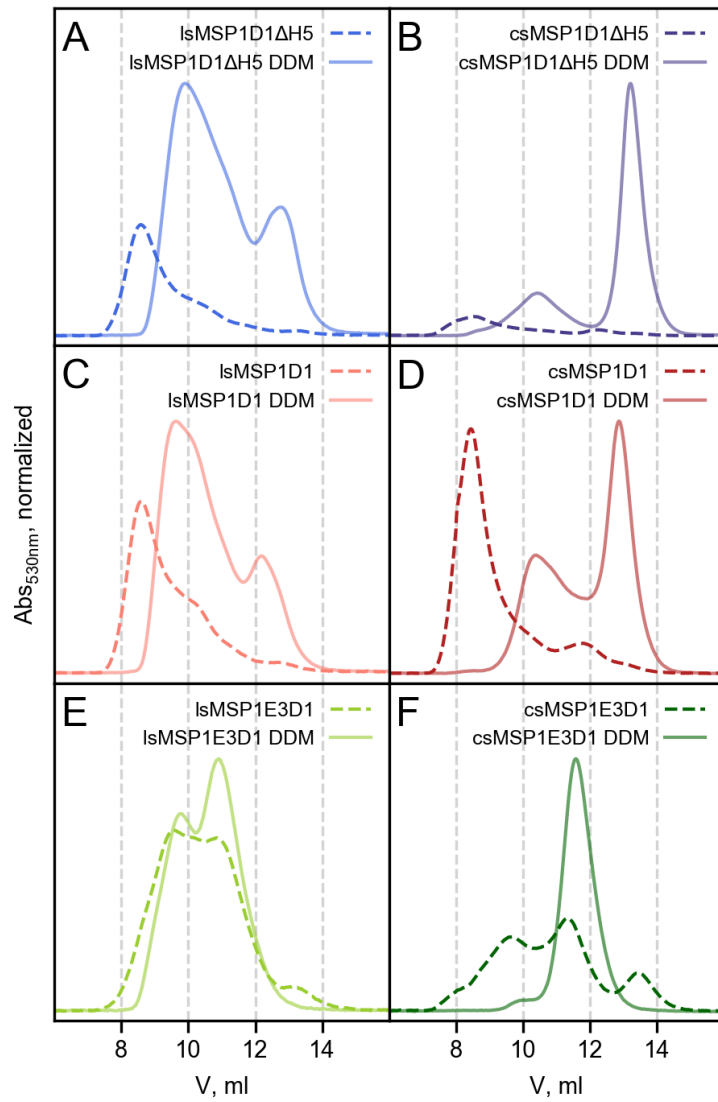 A
lsMSP1D1ΔH5
lsMSP1D1ΔH5 DDM
B
csMSP1D1ΔH5
csMSP1D1ΔH5 DDM
C
lsMSP1D1
lsMSP1D1 DDM
D
csMSP1D1
csMSP1D1 DDM
E
lsMSP1E3D1
lsMSP1E3D1 DDM
F
csMSP1E3D1
csMSP1E3D1 DDM
Abs530nm, normalized
8 10 12 14
8 10 12 14
V, ml
V, ml